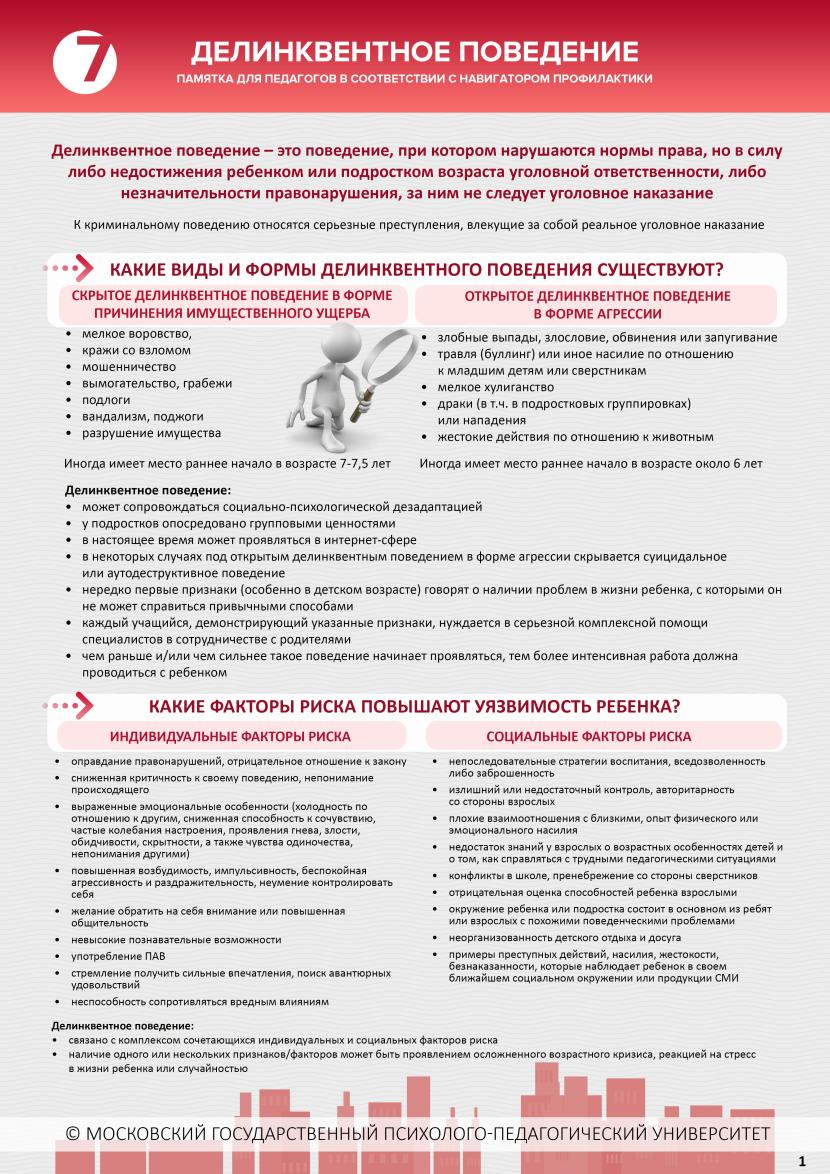 7
ДЕЛИНКВЕНТНОЕ ПОВЕДЕНИЕ
ПАМЯТКА ДЛЯ ПЕДАГОГОВ В СООТВЕТСТВИИ С НАВИГАТОРОМ ПРОФИЛАКТИКИ
Делинквентное поведение – это поведение, при котором нарушаются нормы права, но в силу
либо недостижения ребенком или подростком возраста уголовной ответственности, либо
незначительности правонарушения, за ним не следует уголовное наказание
К криминальному поведению относятся серьезные преступления, влекущие за собой реальное уголовное наказание
КАКИЕ ВИДЫ И ФОРМЫ ДЕЛИНКВЕНТНОГО ПОВЕДЕНИЯ СУЩЕСТВУЮТ?
СКРЫТОЕ ДЕЛИНКВЕНТНОЕ ПОВЕДЕНИЕ В ФОРМЕ
ПРИЧИНЕНИЯ ИМУЩЕСТВЕННОГО УЩЕРБА
• мелкое воровство,
• кражи со взломом
• мошенничество
• вымогательство, грабежи
• подлоги
• вандализм, поджоги
• разрушение имущества
Иногда имеет место раннее начало в возрасте 7-7,5 лет
ОТКРЫТОЕ ДЕЛИНКВЕНТНОЕ ПОВЕДЕНИЕ
В ФОРМЕ АГРЕССИИ
• злобные выпады, злословие, обвинения или запугивание
• травля (буллинг) или иное насилие по отношению
к младшим детям или сверстникам
• мелкое хулиганство
• драки (в т.ч. в подростковых группировках)
или нападения
• жестокие действия по отношению к животным
Иногда имеет место раннее начало в возрасте около 6 лет
Делинквентное поведение:
• может сопровождаться социально-психологической дезадаптацией
• у подростков опосредовано групповыми ценностями
• в настоящее время может проявляться в интернет-сфере
• в некоторых случаях под открытым делинквентным поведением в форме агрессии скрывается суицидальное
или аутодеструктивное поведение
• нередко первые признаки (особенно в детском возрасте) говорят о наличии проблем в жизни ребенка, с которыми он
не может справиться привычными способами
• каждый учащийся, демонстрирующий указанные признаки, нуждается в серьезной комплексной помощи
специалистов в сотрудничестве с родителями
• чем раньше и/или чем сильнее такое поведение начинает проявляться, тем более интенсивная работа должна
проводиться с ребенком
КАКИЕ ФАКТОРЫ РИСКА ПОВЫШАЮТ УЯЗВИМОСТЬ РЕБЕНКА?
ИНДИВИДУАЛЬНЫЕ ФАКТОРЫ РИСКА
• оправдание правонарушений, отрицательное отношение к закону
• сниженная критичность к своему поведению, непонимание
происходящего
• выраженные эмоциональные особенности (холодность по
отношению к другим, сниженная способность к сочувствию,
частые колебания настроения, проявления гнева, злости,
обидчивости, скрытности, а также чувства одиночества,
непонимания другими)
• повышенная возбудимость, импульсивность, беспокойная
агрессивность и раздражительность, неумение контролировать
себя
• желание обратить на себя внимание или повышенная
общительность
• невысокие познавательные возможности
• употребление ПАВ
• стремление получить сильные впечатления, поиск авантюрных
удовольствий
• неспособность сопротивляться вредным влияниям
СОЦИАЛЬНЫЕ ФАКТОРЫ РИСКА
• непоследовательные стратегии воспитания, вседозволенность
либо заброшенность
• излишний или недостаточный контроль, авторитарность
со стороны взрослых
• плохие взаимоотношения с близкими, опыт физического или
эмоционального насилия
• недостаток знаний у взрослых о возрастных особенностях детей и
о том, как справляться с трудными педагогическими ситуациями
• конфликты в школе, пренебрежение со стороны сверстников
• отрицательная оценка способностей ребенка взрослыми
• окружение ребенка или подростка состоит в основном из ребят
или взрослых с похожими поведенческими проблемами
• неорганизованность детского отдыха и досуга
• примеры преступных действий, насилия, жестокости,
безнаказанности, которые наблюдает ребенок в своем
ближайшем социальном окружении или продукции СМИ
Делинквентное поведение:
• связано с комплексом сочетающихся индивидуальных и социальных факторов риска
• наличие одного или нескольких признаков/факторов может быть проявлением осложненного возрастного кризиса, реакцией на стресс
в жизни ребенка или случайностью
© МОСКОВСКИЙ ГОСУДАРСТВЕННЫЙ ПСИХОЛОГО-ПЕДАГОГИЧЕСКИЙ УНИВЕРСИТЕТ
1